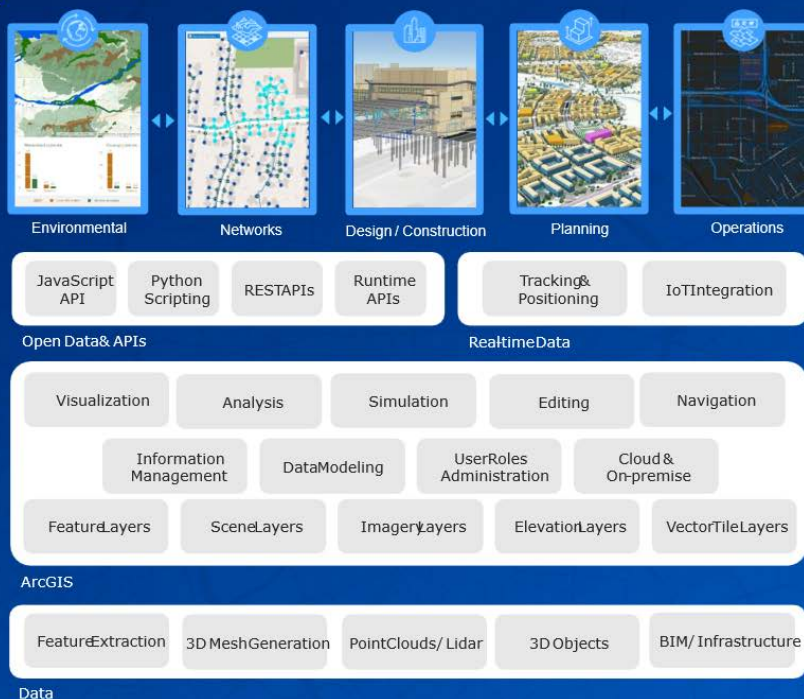 Environmental
Networks
Design / Construction
Planning
Operations
JavaScript
API
Python
Scripting
RESTAPIs
Runtime
APIs
Tracking&
Positioning
IoTIntegration
Open Data& APIs
RealtimeData
Visualization
Analysis
Simulation
Editing
Navigation
Information
Management
DataModeling
UserRoles
Administration
Cloud &
On-premise
FeatureLayers
SceneLayers
ImageryLayers
ElevationLayers
VectorTileLayers
ArcGIS
FeatureExtraction
3D MeshGeneration
PointClouds/ Lidar
3D Objects
BIM/ Infrastructure
Data